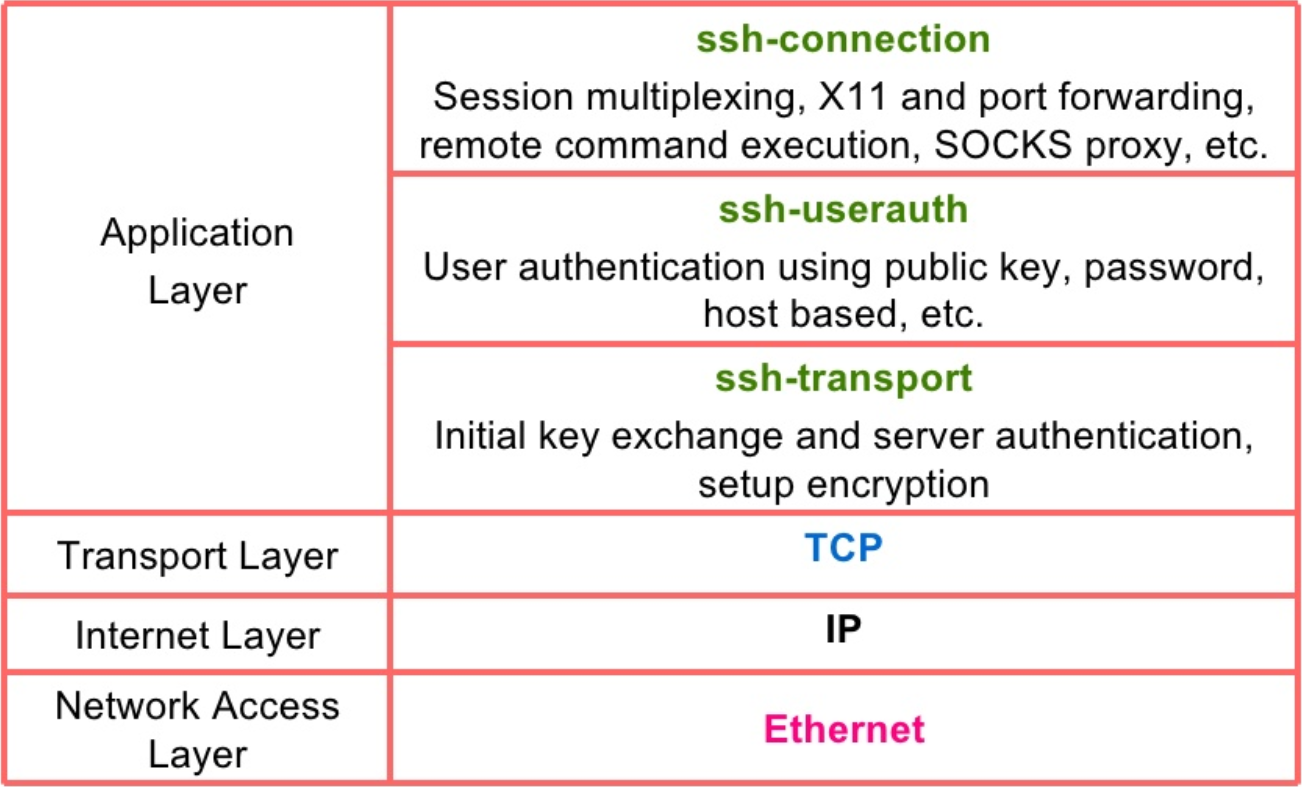 Application
Layer
ssh-connection
Session multiplexing, X11 and port forwarding,
remote command execution, SOCKS proxy, etc.
ssh-userauth
User authentication using public key, password,
host based, etc.
ssh-transport
Initial key exchange and server authentication,
setup encryption
Transport Layer
TCP
Internet Layer
IP
Network Access
Layer
Ethernet